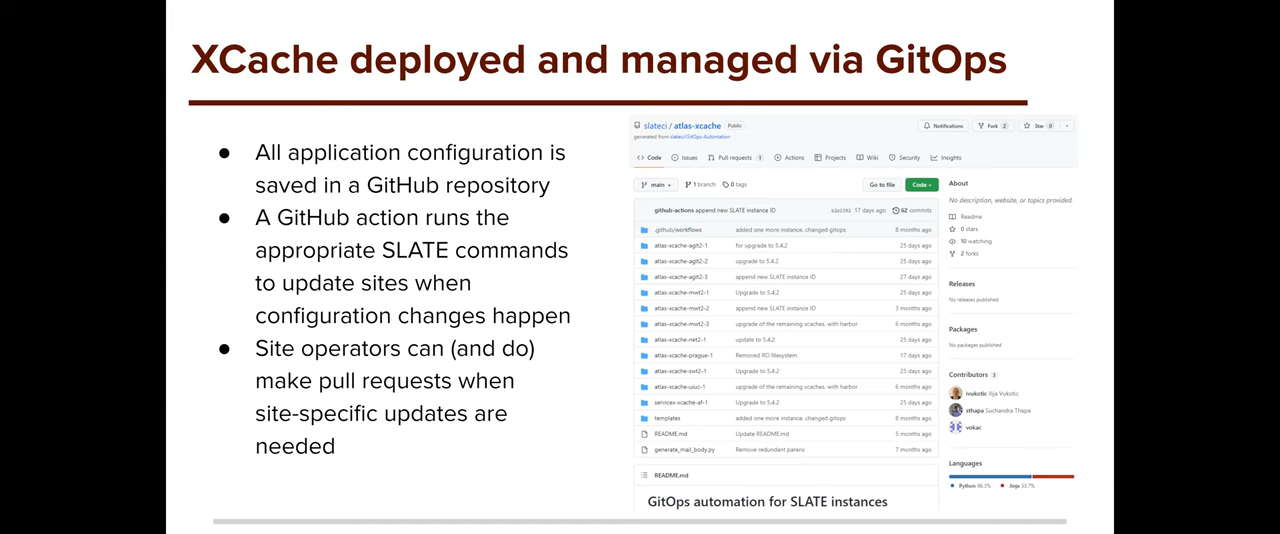 XCache deployed and managed via GitOps
● All application configuration is
saved in a GitHub repository
● A GitHub action runs the
appropriate SLATE commands
to update sites when
configuration changes happen
● Site operators can (and do)
make pull requests when
site-specific updates are
needed
slateci / atlas-xcache Public
generated from slateci/GitOps-Automation
Notifications Fork 2 Star 0
Code Issues Pull requests 1 Actions Projects Wiki Security Insights
main 1 branch 0 tags Go to file Code
github-actions append new SLATE instance ID 17 days ago 62 commits
.github/workflows added one more instance. changed gitops 8 months ago
atlas-xcache-aglt2-1 for upgrade to 5.4.2 25 days ago
atlas-xcache-aglt2-2 upgrade to 5.4.2 25 days ago
atlas-xcache-aglt2-3 append new SLATE instance ID 27 days ago
atlas-xcache-mwt2-1 Upgrade to 5.4.2 25 days ago
atlas-xcache-mwt2-2 append new SLATE instance ID 3 months ago
atlas-xcache-mwt2-3 upgrade of the remaining xcaches, with harbor 6 months ago
atlas-xcache-net2-1 update to 5.4.2 25 days ago
atlas-xcache-prague-1 Removed RO filesystem 17 days ago
atlas-xcache-swt2-1 Upgrade to 5.4.2 25 days ago
atlas-xcache-uiuc-1 upgrade of the remaining xcaches, with harbor 6 months ago
servicex-xcache-af-1 Upgrade to 5.4.2 25 days ago
templates added one more instance. changed gitops 8 months ago
README.md Update README.md 5 months ago
generate_mail_body.py Remove redundant parens 7 months ago
README.md
GitOps automation for SLATE instances
About
No description, website, or topics provided.
Readme
0 stars
10 watching
2 forks
Releases
No releases published
Packages
No packages published
Contributors 3
ivukotic Ilija Vukotic
sthapa Suchandra Thapa
vokac
Languages
Python 66.3% Jinja 33.7%